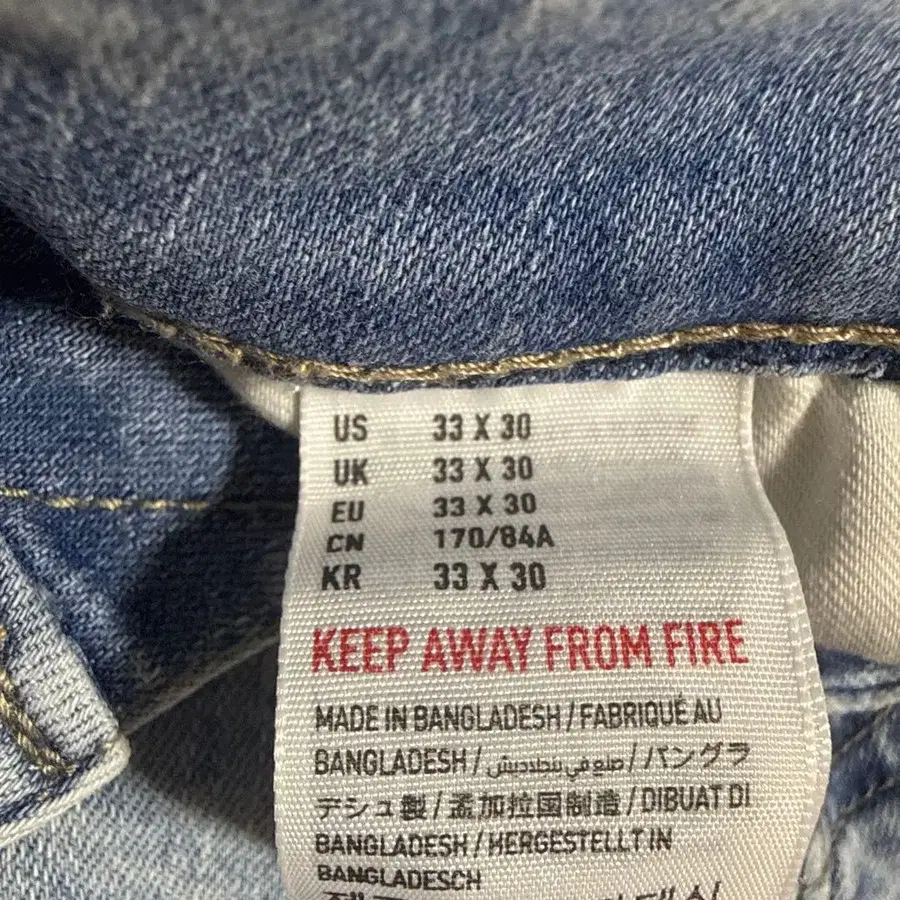 US 33 X 30
UK 33 X 30
EU 33 X 30
CN 170/84A
KR 33 X 30
KEEP AWAY FROM FIRE
MADE IN BANGLADESH / FABRIQUÉ AU
BANGLADESH / صنع في بنجلاديش / バングラ
デシュ製 / 孟加拉国制造 / DIBUAT DI
BANGLADESH / HERGESTELLT IN
BANGLADESCH